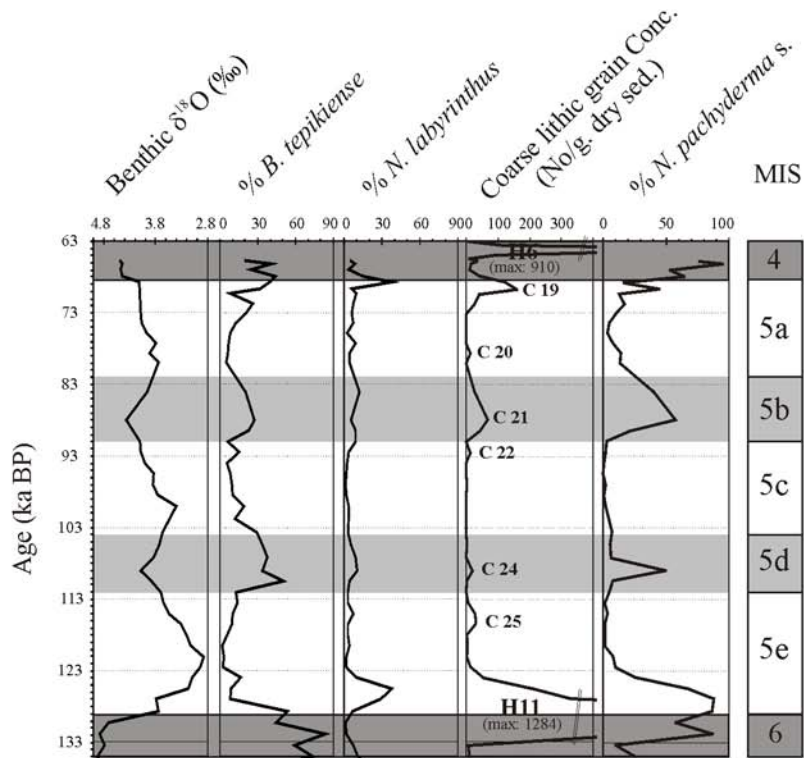 Benthic δ¹⁸O (‰)
% B. tepikiense
% N. labyrinthus
Coarse lithic grain Conc.
(No/g. dry sed.)
% N. pachyderma s.
MIS
4.8 3.8 2.8 0 30 60 90 0 30 60 90 0 100 200 300 0 50 100
Age (ka BP)
63
73
83
93
103
113
123
133
H6
(max: 910)
C 19
C 20
C 21
C 22
C 24
C 25
H11
(max: 1284)
4
5a
5b
5c
5d
5e
6